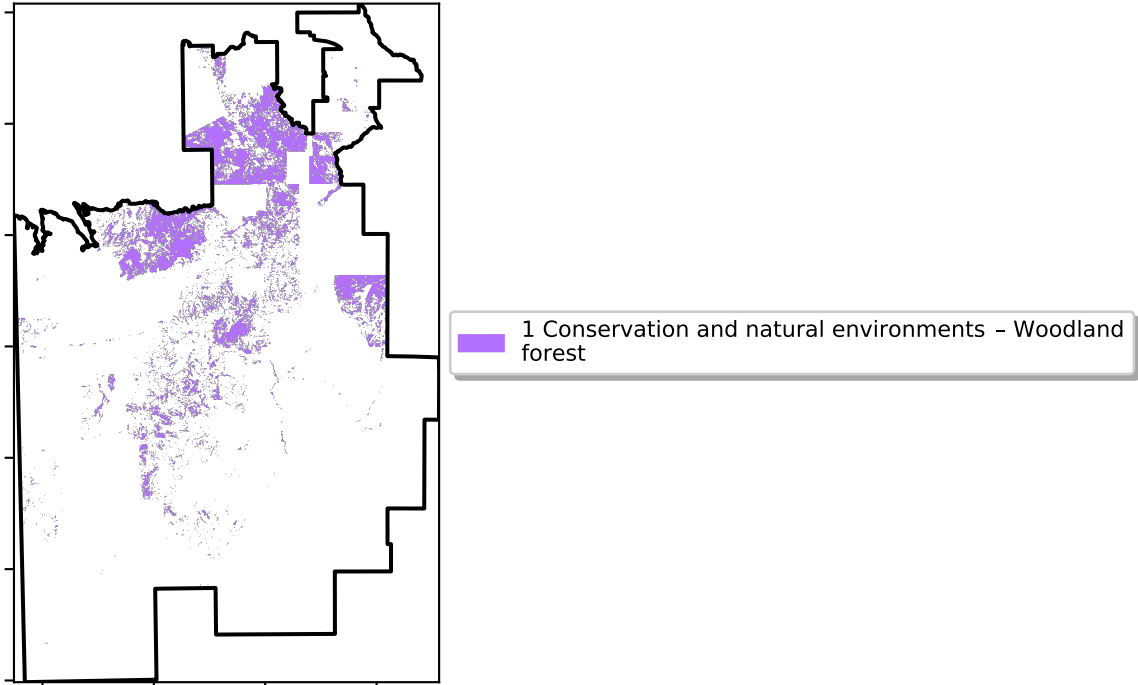 1 Conservation and natural environments – Woodland
forest